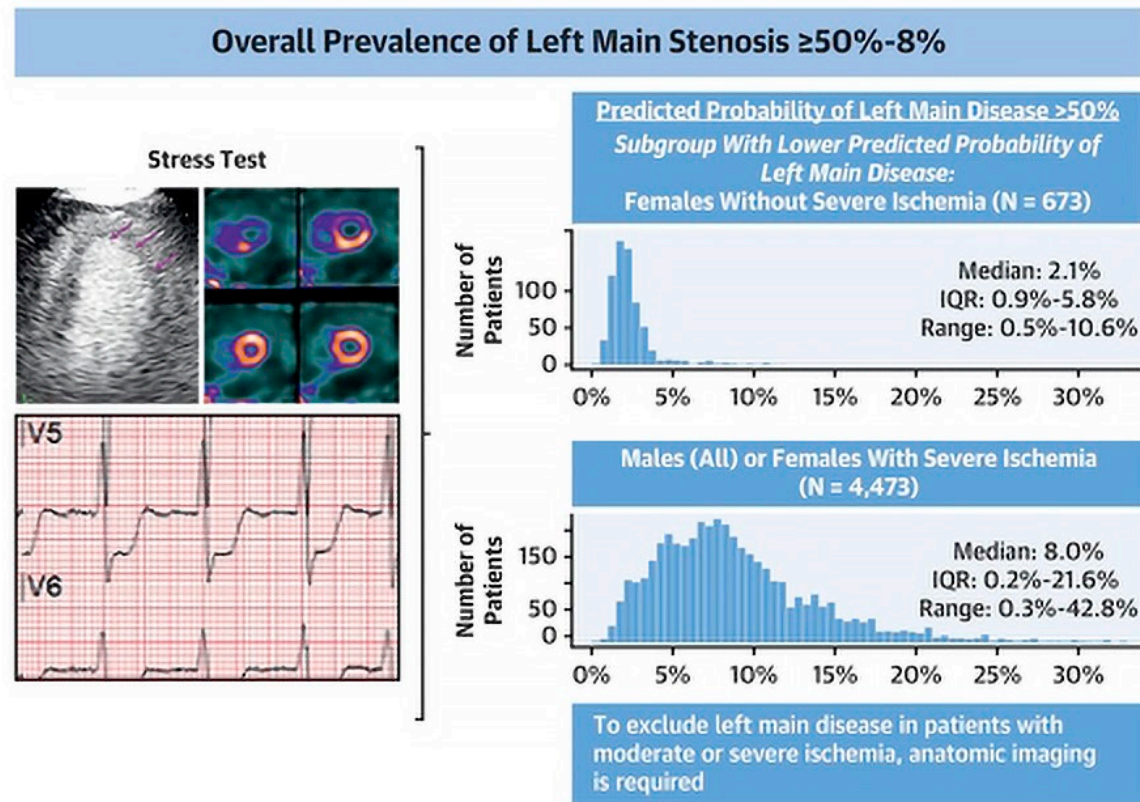 Overall Prevalence of Left Main Stenosis ≥50%-8%
Stress Test
V5
V6
Predicted Probability of Left Main Disease >50%
Subgroup With Lower Predicted Probability of
Left Main Disease:
Females Without Severe Ischemia (N = 673)
Number of
Patients
100
50
0
Median: 2.1%
IQR: 0.9%-5.8%
Range: 0.5%-10.6%
0% 5% 10% 15% 20% 25% 30%
Males (All) or Females With Severe Ischemia
(N = 4,473)
Number of
Patients
150
50
0
Median: 8.0%
IQR: 0.2%-21.6%
Range: 0.3%-42.8%
0% 5% 10% 15% 20% 25% 30%
To exclude left main disease in patients with
moderate or severe ischemia, anatomic imaging
is required